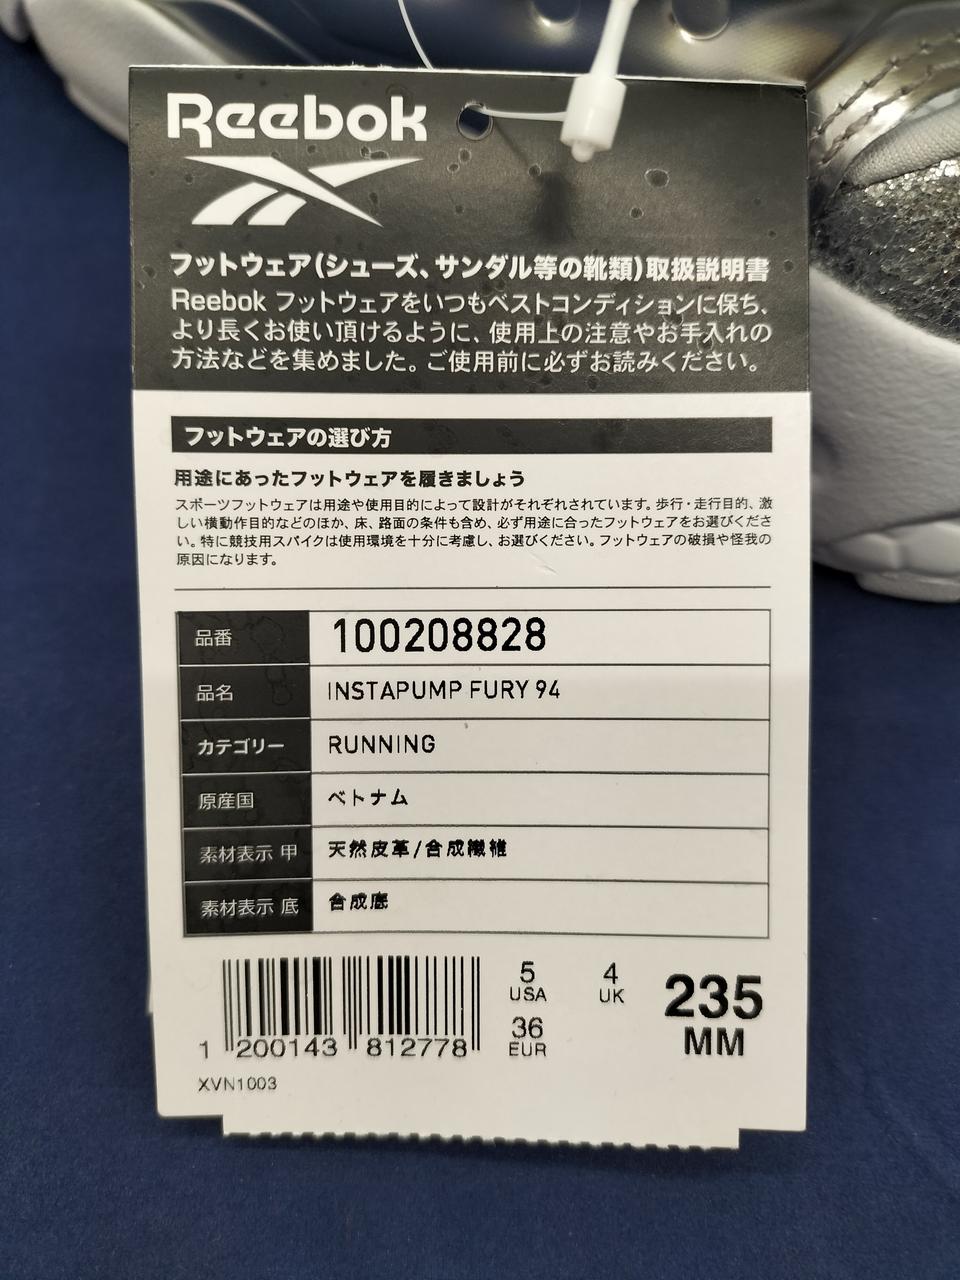 Reebok
フットウェア(シューズ、サンダル等の靴類)取扱説明書
Reebok フットウェアをいつもベストコンディションに保ち、
より長くお使い頂けるように、使用上の注意やお手入れの
方法などを集めました。ご使用前に必ずお読みください。
フットウェアの選び方
用途にあったフットウェアを履きましょう
スポーツフットウェアは用途や使用目的によって設計がそれぞれされています。歩行・走行目的、激
しい横動作目的などのほか、床、路面の条件も含め、必ず用途に合ったフットウェアをお選びくださ
い。特に競技用スパイクは使用環境を十分に考慮し、お選びください。フットウェアの破損や怪我の
原因になります。
品番 100208828
品名 INSTAPUMP FURY 94
カテゴリー RUNNING
原産国 ベトナム
素材表示 甲 天然皮革/合成繊維
素材表示 底 合成底
5 USA 4 UK 235 MM
36 EUR
1 200143 812778
XVN1003